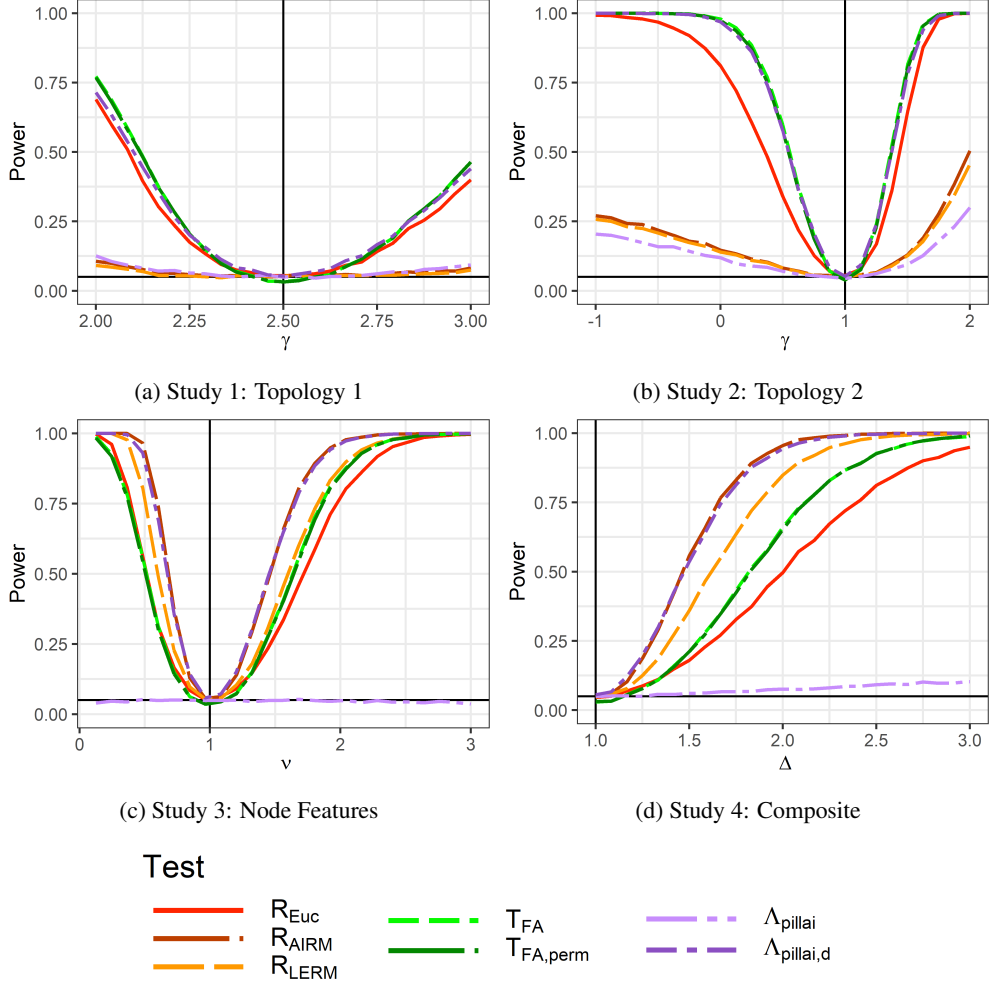 1.00
0.75
0.50
0.25
0.00
Power
2.00 2.25 2.50 2.75 3.00
γ
(a) Study 1: Topology 1
1.00
0.75
0.50
0.25
0.00
Power
-1 0 1 2
γ
(b) Study 2: Topology 2
1.00
0.75
0.50
0.25
0.00
Power
0 1 2 3
ν
(c) Study 3: Node Features
1.00
0.75
0.50
0.25
0.00
Power
1.0 1.5 2.0 2.5 3.0
Δ
(d) Study 4: Composite
Test
R_Euc
R_AIRM
R_LERM
T_FA
T_FA,perm
Λ_pillai
Λ_pillai,d